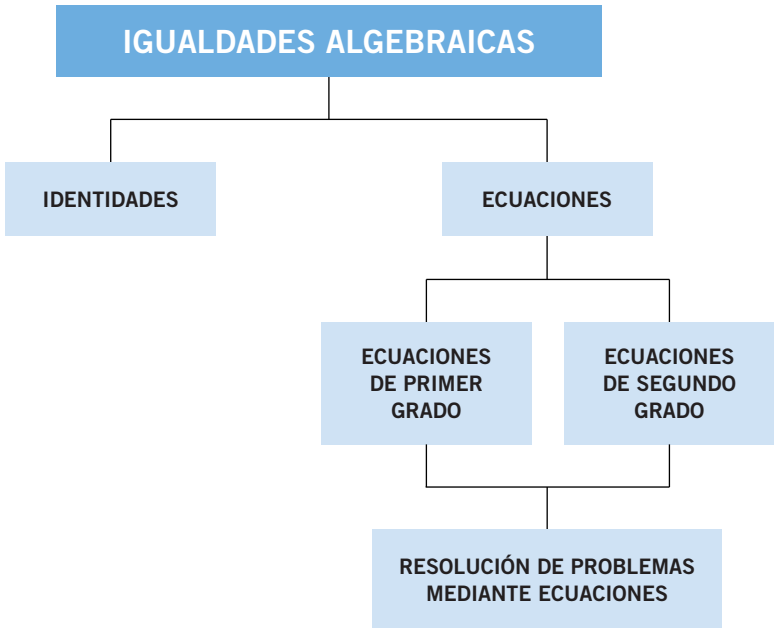 IGUALDADES ALGEBRAICAS
IDENTIDADES
ECUACIONES
ECUACIONES
DE PRIMER
GRADO
ECUACIONES
DE SEGUNDO
GRADO
RESOLUCIÓN DE PROBLEMAS
MEDIANTE ECUACIONES